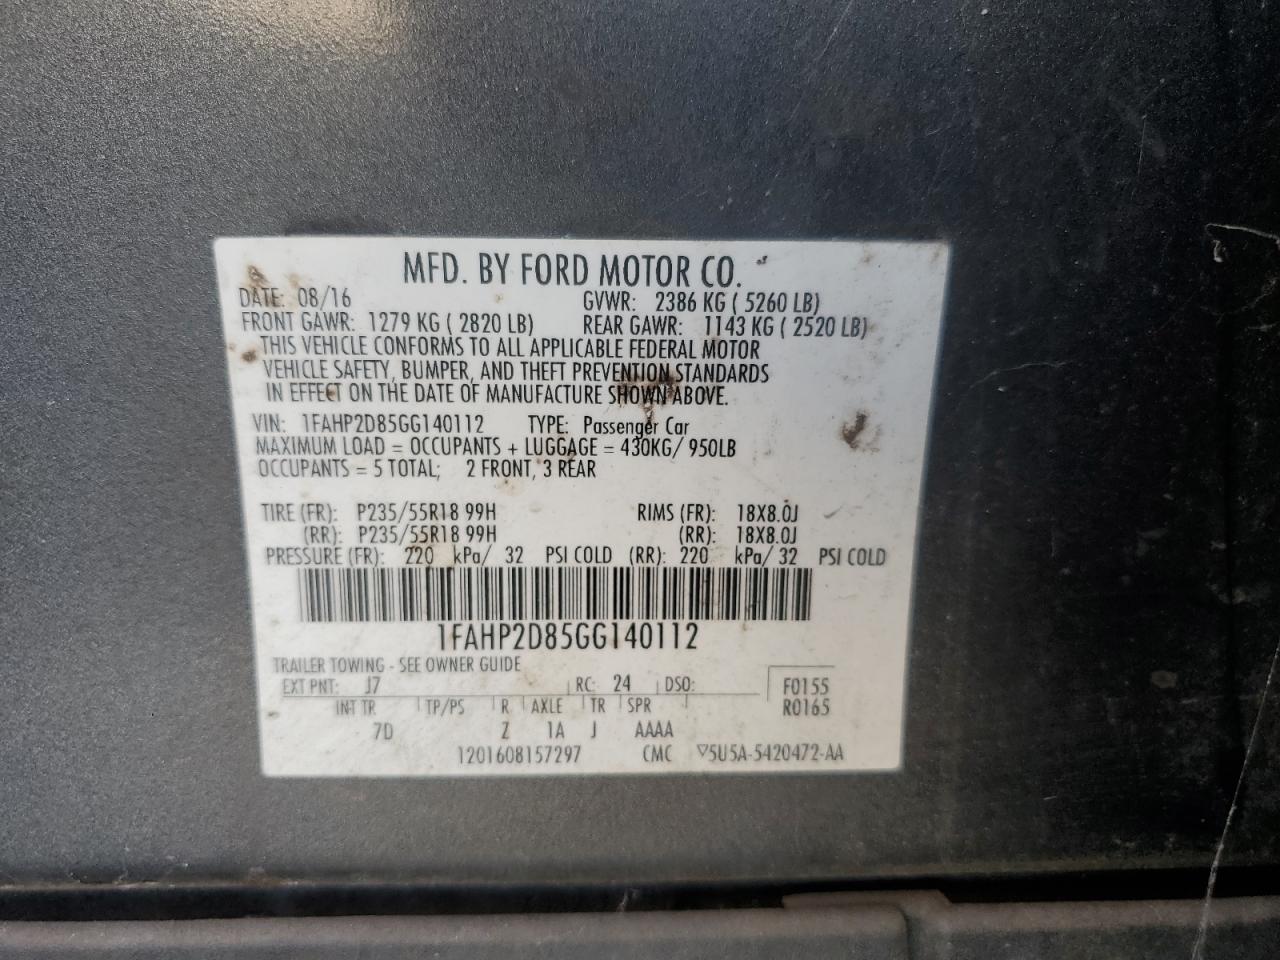 MFD. BY FORD MOTOR CO.
DATE: 08/16 GVWR: 2386 KG ( 5260 LB)
FRONT GAWR: 1279 KG ( 2820 LB) REAR GAWR: 1143 KG ( 2520 LB)
THIS VEHICLE CONFORMS TO ALL APPLICABLE FEDERAL MOTOR
VEHICLE SAFETY, BUMPER, AND THEFT PREVENTION STANDARDS
IN EFFECT ON THE DATE OF MANUFACTURE SHOWN ABOVE.
VIN: 1FAHP2D85GG140112 TYPE: Passenger Car
MAXIMUM LOAD = OCCUPANTS + LUGGAGE = 430KG/ 950LB
OCCUPANTS = 5 TOTAL; 2 FRONT, 3 REAR
TIRE (FR): P235/55R18 99H RIMS (FR): 18X8.0J
(RR): P235/55R18 99H (RR): 18X8.0J
PRESSURE (FR): 220 kPa/ 32 PSI COLD (RR): 220 kPa/ 32 PSI COLD
1FAHP2D85GG140112
TRAILER TOWING - SEE OWNER GUIDE
EXT PNT: J7 RC: 24 DSO: F0155
INT TR TP/PS R AXLE TR SPR R0165
7D Z 1A J AAAA
1201608157297 CMC ▽5U5A-5420472-AA